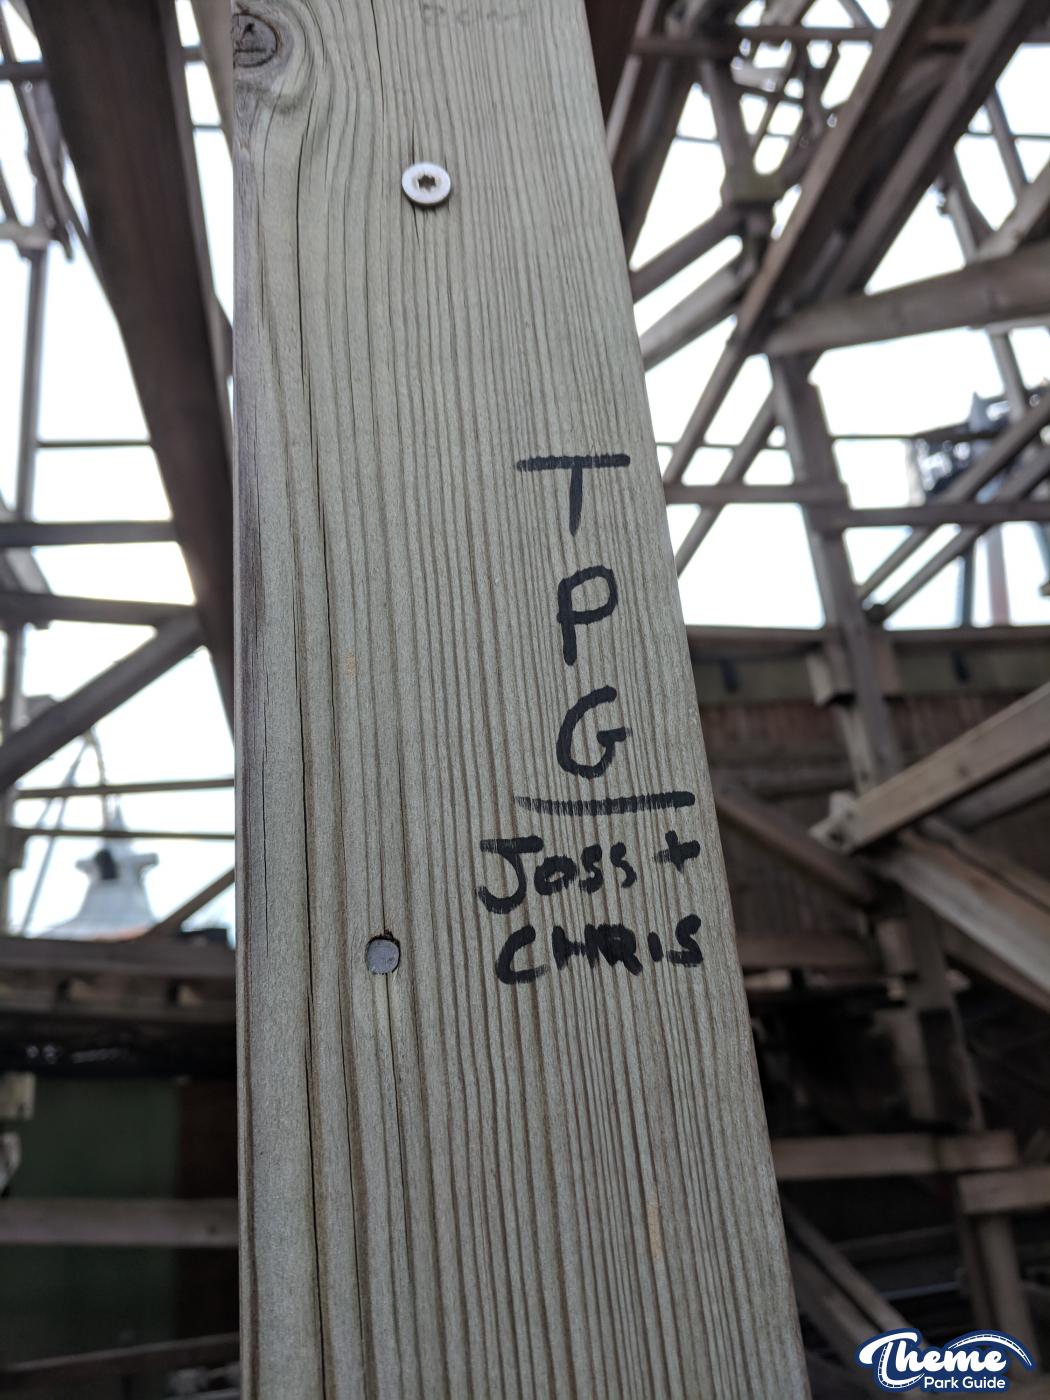 T
P
G
Joss +
CHRIS
Theme
Park Guide